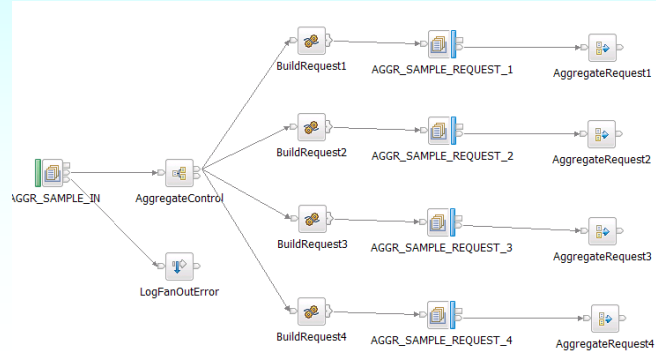 BuildRequest1
AGGR_SAMPLE_REQUEST_1
AggregateRequest1
BuildRequest2
AGGR_SAMPLE_REQUEST_2
AggregateRequest2
AGGR_SAMPLE_IN
AggregateControl
BuildRequest3
AGGR_SAMPLE_REQUEST_3
AggregateRequest3
LogFanOutError
BuildRequest4
AGGR_SAMPLE_REQUEST_4
AggregateRequest4